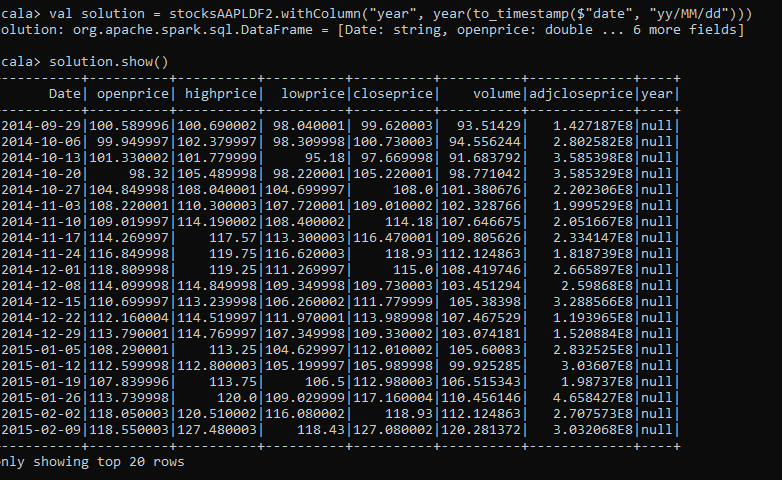 cala> val solution = stocksAAPLDF2.withColumn("year", year(to_timestamp($"date", "yy/MM/dd")))
olution: org.apache.spark.sql.DataFrame = [Date: string, openprice: double ... 6 more fields]
cala> solution.show()
----------+----------+----------+----------+----------+----------+-------------+----+
Date| openprice| highprice|  lowprice|closeprice|    volume|adjcloseprice|year|
----------+----------+----------+----------+----------+----------+-------------+----+
2014-09-29|100.589996|100.690002| 98.040001| 99.620003|  93.51429|   1.427187E8|null|
2014-10-06| 99.949997|102.379997| 98.309998|100.730003| 94.556244|   2.802582E8|null|
2014-10-13|101.330002|101.779999|     95.18| 97.669998| 91.683792|   3.585398E8|null|
2014-10-20|     98.32|105.489998| 98.220001|105.220001| 98.771042|   3.585329E8|null|
2014-10-27|104.849998|108.040001|104.699997|     108.0|101.380676|   2.202306E8|null|
2014-11-03|108.220001|110.300003|107.720001|109.010002|102.328766|   1.999529E8|null|
2014-11-10|109.019997|114.190002|108.400002|    114.18|107.646675|   2.051667E8|null|
2014-11-17|114.269997|    117.57|113.300003|116.470001|109.805626|   2.334147E8|null|
2014-11-24|116.849998|    119.75|116.620003|    118.93|112.124863|   1.818739E8|null|
2014-12-01|118.809998|    119.25|111.269997|     115.0|108.419746|   2.665897E8|null|
2014-12-08|114.099998|114.849998|109.349998|109.730003|103.451294|    2.59868E8|null|
2014-12-15|110.699997|113.239998|106.260002|111.779999| 105.38398|   3.288566E8|null|
2014-12-22|112.160004|114.519997|111.970001|113.989998|107.467529|   1.193965E8|null|
2014-12-29|113.790001|114.769997|107.349998|109.330002|103.074181|   1.520884E8|null|
2015-01-05|108.290001|    113.25|104.629997|112.010002| 105.60083|   2.832525E8|null|
2015-01-12|112.599998|112.800003|105.199997|105.989998| 99.925285|    3.03607E8|null|
2015-01-19|107.839996|    113.75|     106.5|112.980003|106.515343|    1.98737E8|null|
2015-01-26|113.739998|     120.0|109.029999|117.160004|110.456146|   4.658427E8|null|
2015-02-02|118.050003|120.510002|116.080002|    118.93|112.124863|   2.707573E8|null|
2015-02-09|118.550003|127.480003|    118.43|127.080002|120.281372|   3.032068E8|null|
----------+----------+----------+----------+----------+----------+-------------+----+
only showing top 20 rows